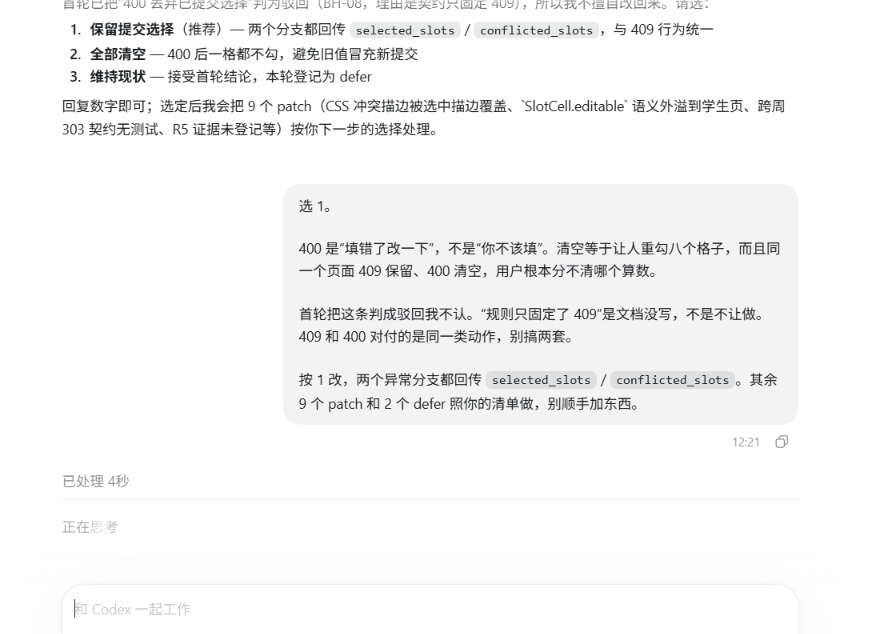 首轮已把“400 丢弃已提交选择”判为驳回（BH-08，理由是契约只固定 409），所以我不擅自改回来。请选：
1. 保留提交选择（推荐）— 两个分支都回传 selected_slots / conflicted_slots，与 409 行为统一
2. 全部清空 — 400 后一格都不勾，避免旧值冒充新提交
3. 维持现状 — 接受首轮结论，本轮登记为 defer
回复数字即可；选定后我会把 9 个 patch（CSS 冲突描边被选中描边覆盖、`SlotCell.editable` 语义外溢到学生页、跨周
303 契约无测试、R5 证据未登记等）按你下一步的选择处理。
选 1。
400 是“填错了改一下”，不是“你不该填”。清空等于让人重勾八个格子，而且同
一个页面 409 保留、400 清空，用户根本分不清哪个算数。
首轮把这条判成驳回我不认。“规则只固定了 409”是文档没写，不是不让做。
409 和 400 对付的是同一类动作，别搞两套。
按 1 改，两个异常分支都回传 selected_slots / conflicted_slots。其余
9 个 patch 和 2 个 defer 照你的清单做，别顺手加东西。
12:21
已处理 4秒
正在思考
和 Codex 一起工作